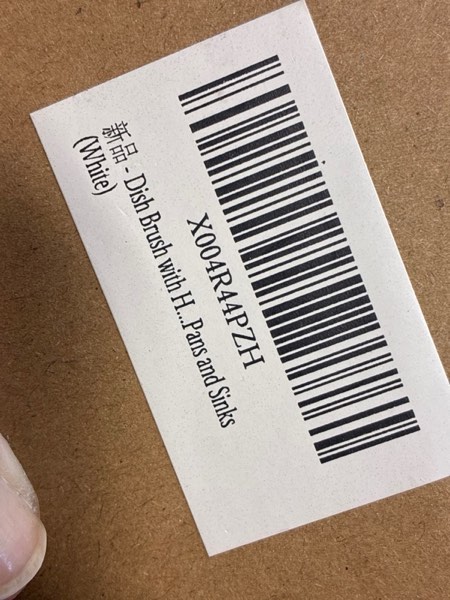 X004R44PZH
新品 - Dish Brush with H...Pans and Sinks
(White)